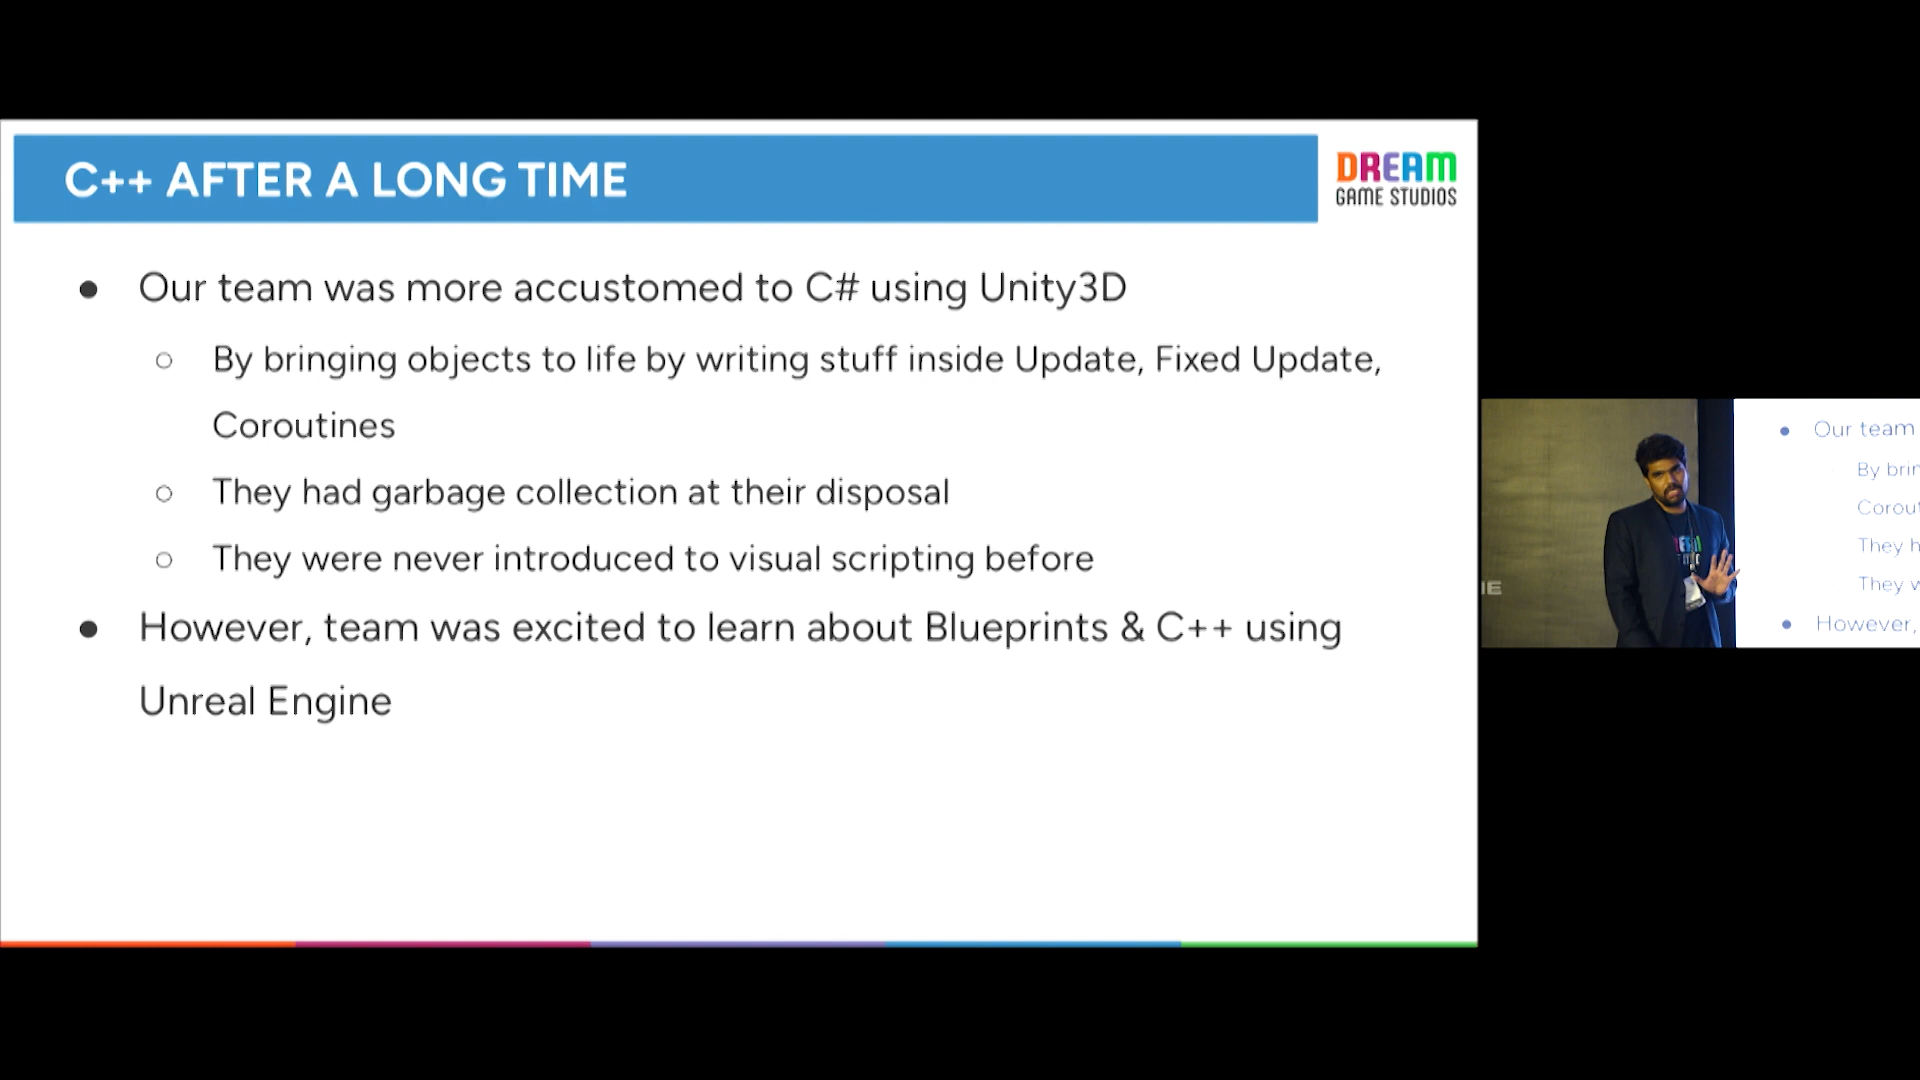 C++ AFTER A LONG TIME
DREAM
GAME STUDIOS
● Our team was more accustomed to C# using Unity3D
○ By bringing objects to life by writing stuff inside Update, Fixed Update,
Coroutines
○ They had garbage collection at their disposal
○ They were never introduced to visual scripting before
● However, team was excited to learn about Blueprints & C++ using
Unreal Engine
● Our team
By brin
Corout
They h
They w
● However,
IE